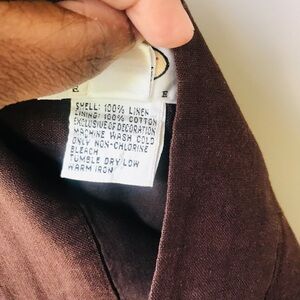 SHELL: 100% LINEN
LINING: 100% COTTON
EXCLUSIVE OF DECORATION
MACHINE WASH COLD
ONLY NON-CHLORINE
BLEACH
TUMBLE DRY LOW
WARM IRON